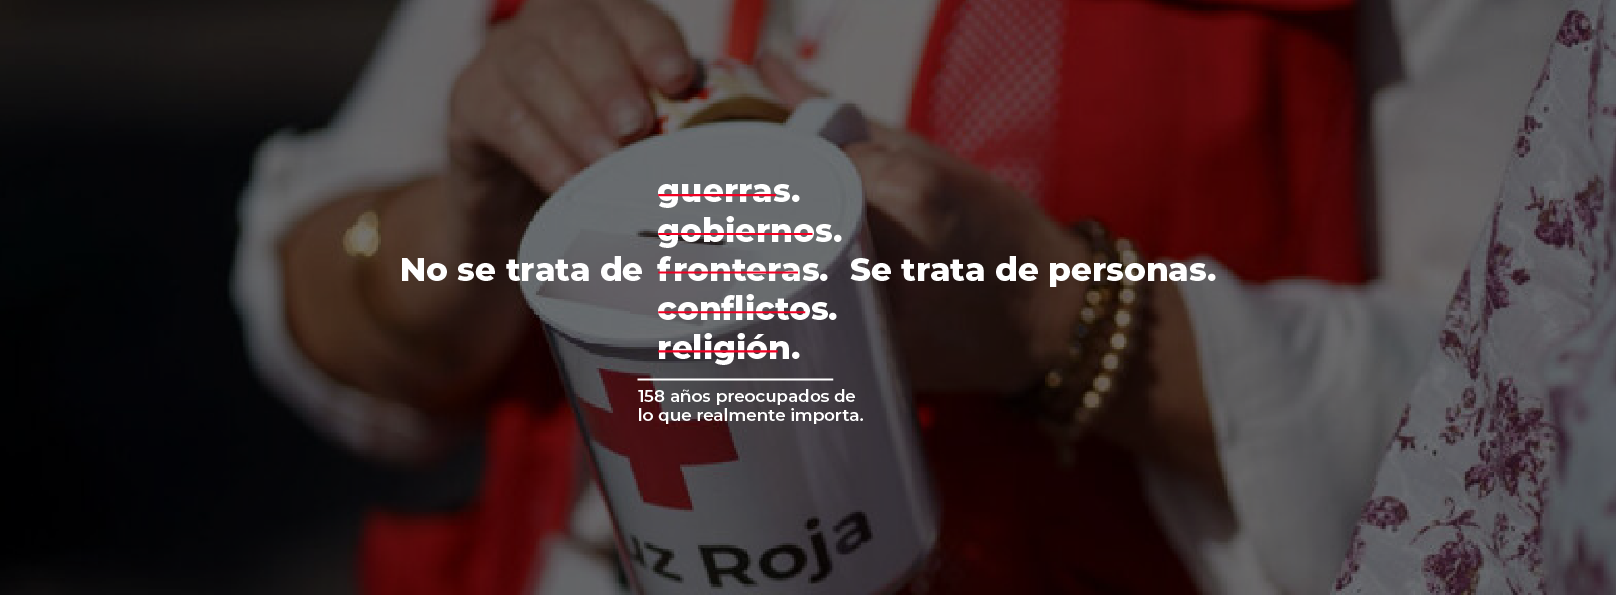 guerras.
gobiernos.
No se trata de fronteras. Se trata de personas.
conflictos.
religión.
158 años preocupados de
lo que realmente importa.
Roja